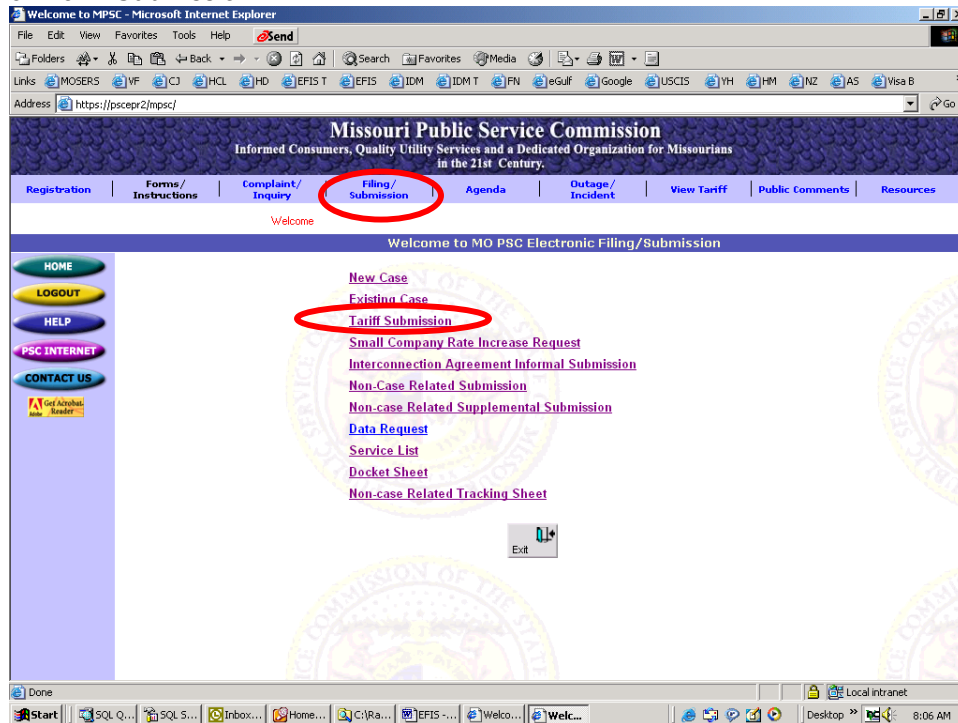 Welcome to MPSC - Microsoft Internet Explorer
File Edit View Favorites Tools Help Send
Folders Back Search Favorites Media
Links MOSERS VF CJ HCL HD EFIS T EFIS IDM IDM T FN eGulf Google USCIS YH HM NZ AS Visa B
Address https://pscepr2/mpsc/ Go
Missouri Public Service Commission
Informed Consumers, Quality Utility Services and a Dedicated Organization for Missourians
in the 21st Century.
Registration | Forms/ Instructions | Complaint/ Inquiry | Filing/ Submission | Agenda | Outage/ Incident | View Tariff | Public Comments | Resources
Welcome
Welcome to MO PSC Electronic Filing/Submission
HOME
LOGOUT
HELP
PSC INTERNET
CONTACT US
Get Acrobat Reader
Adobe
New Case
Existing Case
Tariff Submission
Small Company Rate Increase Request
Interconnection Agreement Informal Submission
Non-Case Related Submission
Non-case Related Supplemental Submission
Data Request
Service List
Docket Sheet
Non-case Related Tracking Sheet
Exit
Done Local intranet
Start SQL Q... SQL S... Inbox... Home... C:\Ra... EFIS -... Welco... Welc... Desktop » 8:06 AM